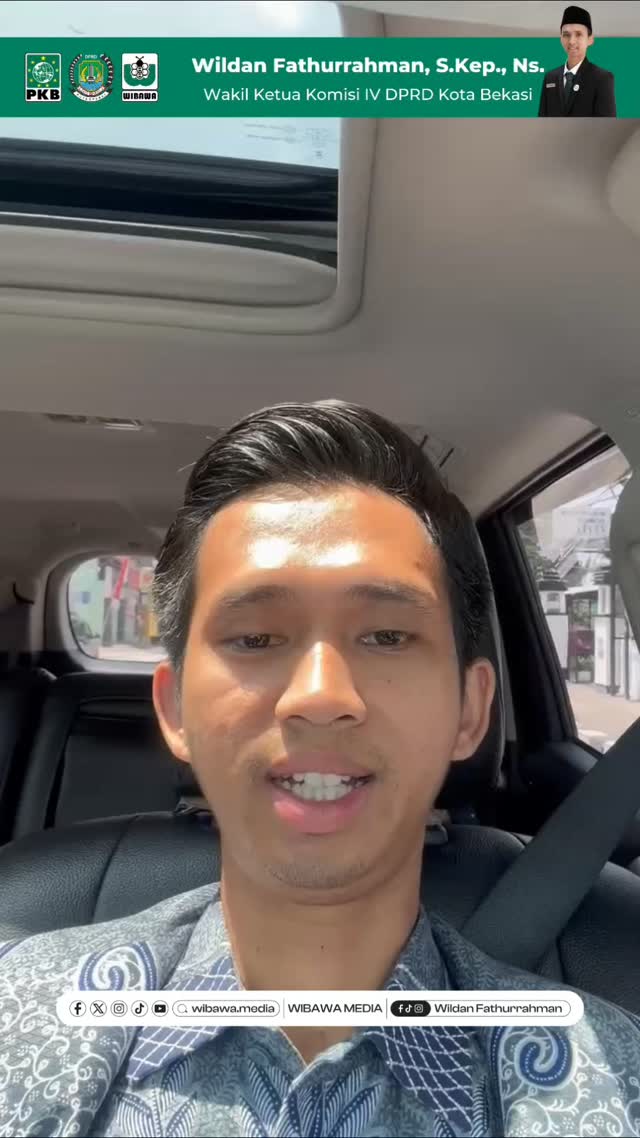 Wildan Fathurrahman, S.Kep., Ns.
Wakil Ketua Komisi IV DPRD Kota Bekasi
PKB
DPRD
WIBAWA
wibawa.media | WIBAWA MEDIA | Wildan Fathurrahman